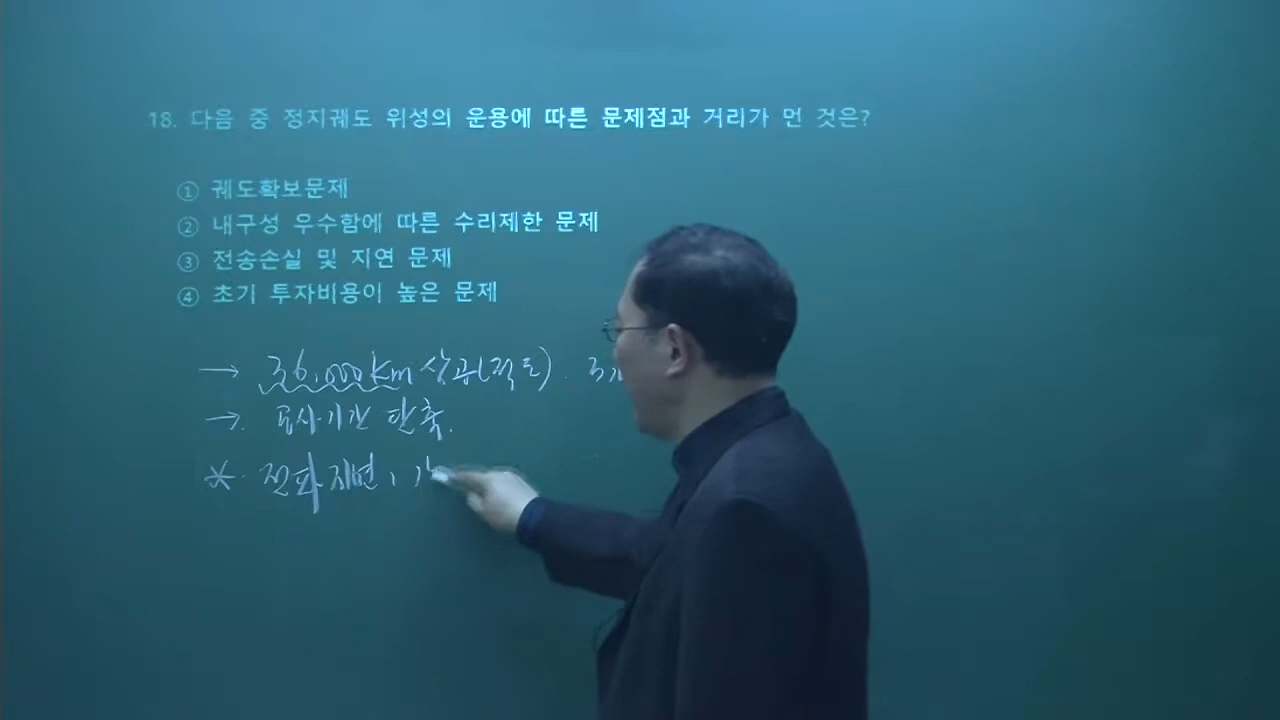 18. 다음 중 정지궤도 위성의 운용에 따른 문제점과 거리가 먼 것은?
① 궤도확보문제
② 내구성 우수함에 따른 수리제한 문제
③ 전송손실 및 지연 문제
④ 초기 투자비용이 높은 문제
→ 36,000km 상공(적도).
→. 기간 단축.
* · 전파지연,